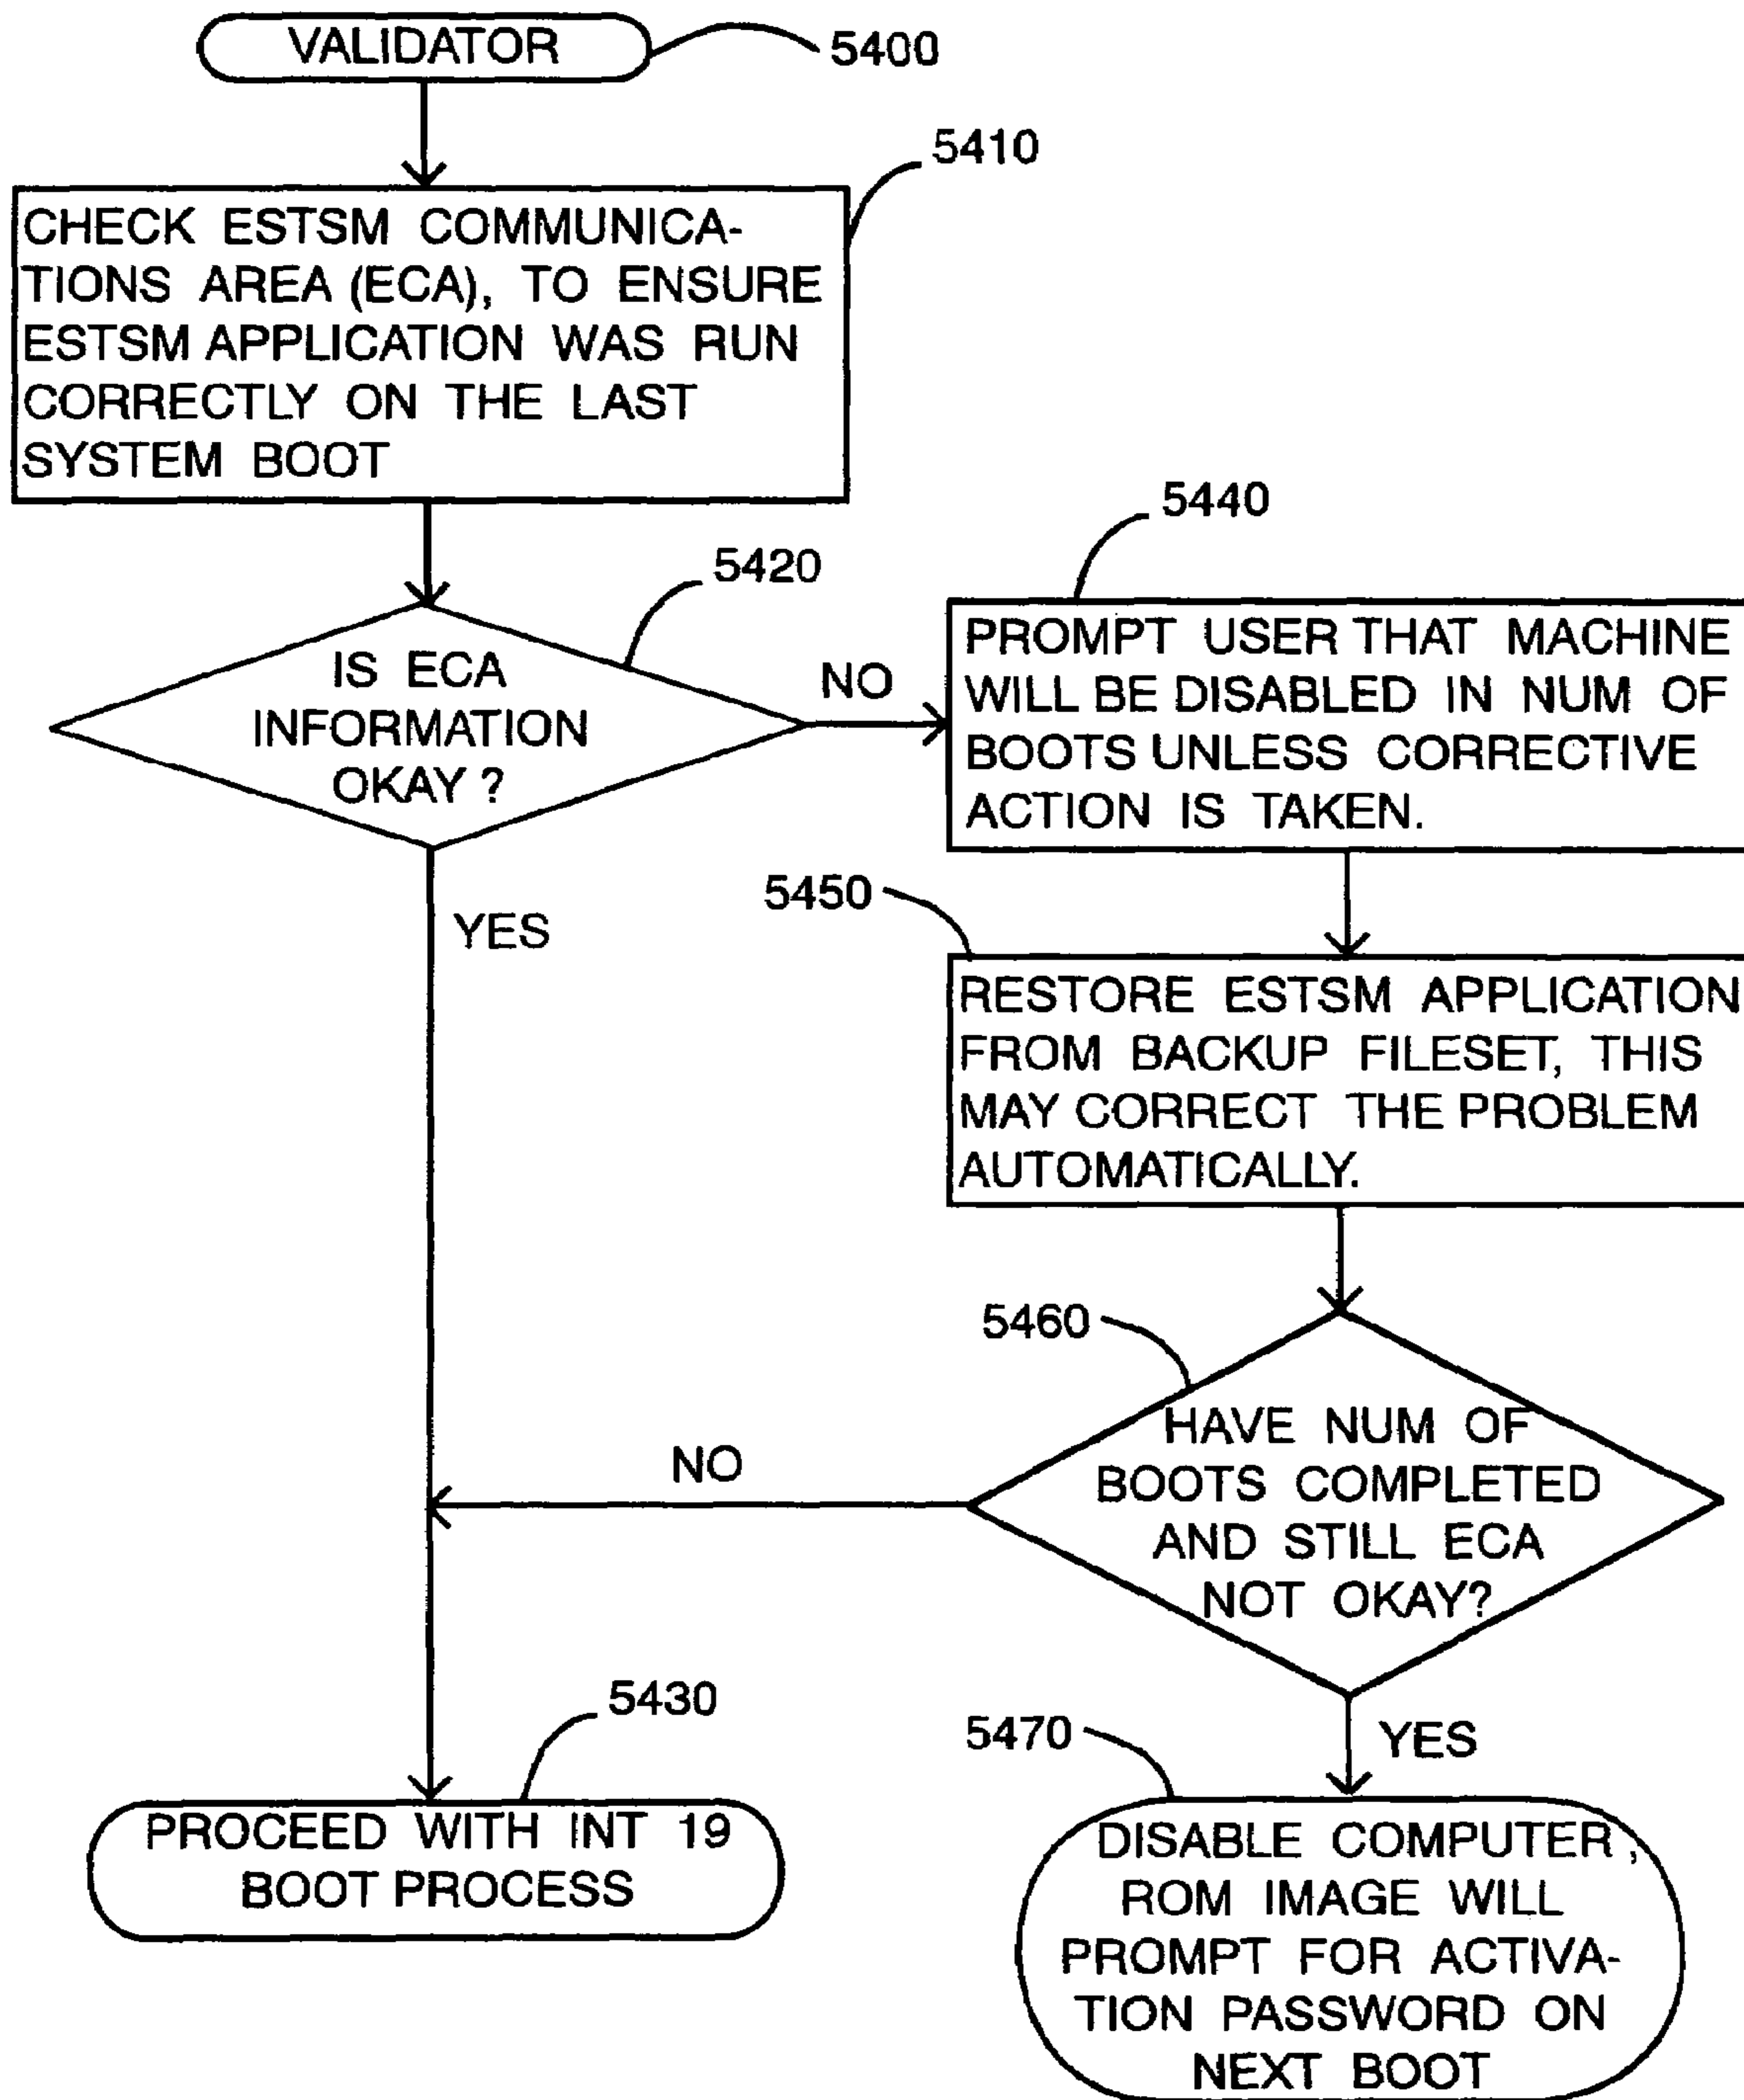 VALIDATOR
5400
5410
CHECK ESTSM COMMUNICA-
TIONS AREA (ECA), TO ENSURE
ESTSM APPLICATION WAS RUN
CORRECTLY ON THE LAST
SYSTEM BOOT
5420
IS ECA
INFORMATION
OKAY?
NO
YES
5440
PROMPT USER THAT MACHINE
WILL BE DISABLED IN NUM OF
BOOTS UNLESS CORRECTIVE
ACTION IS TAKEN.
5450
RESTORE ESTSM APPLICATION
FROM BACKUP FILESET, THIS
MAY CORRECT THE PROBLEM
AUTOMATICALLY.
5460
HAVE NUM OF
BOOTS COMPLETED
AND STILL ECA
NOT OKAY?
NO
YES
5430
PROCEED WITH INT 19
BOOT PROCESS
5470
DISABLE COMPUTER,
ROM IMAGE WILL
PROMPT FOR ACTIVA-
TION PASSWORD ON
NEXT BOOT